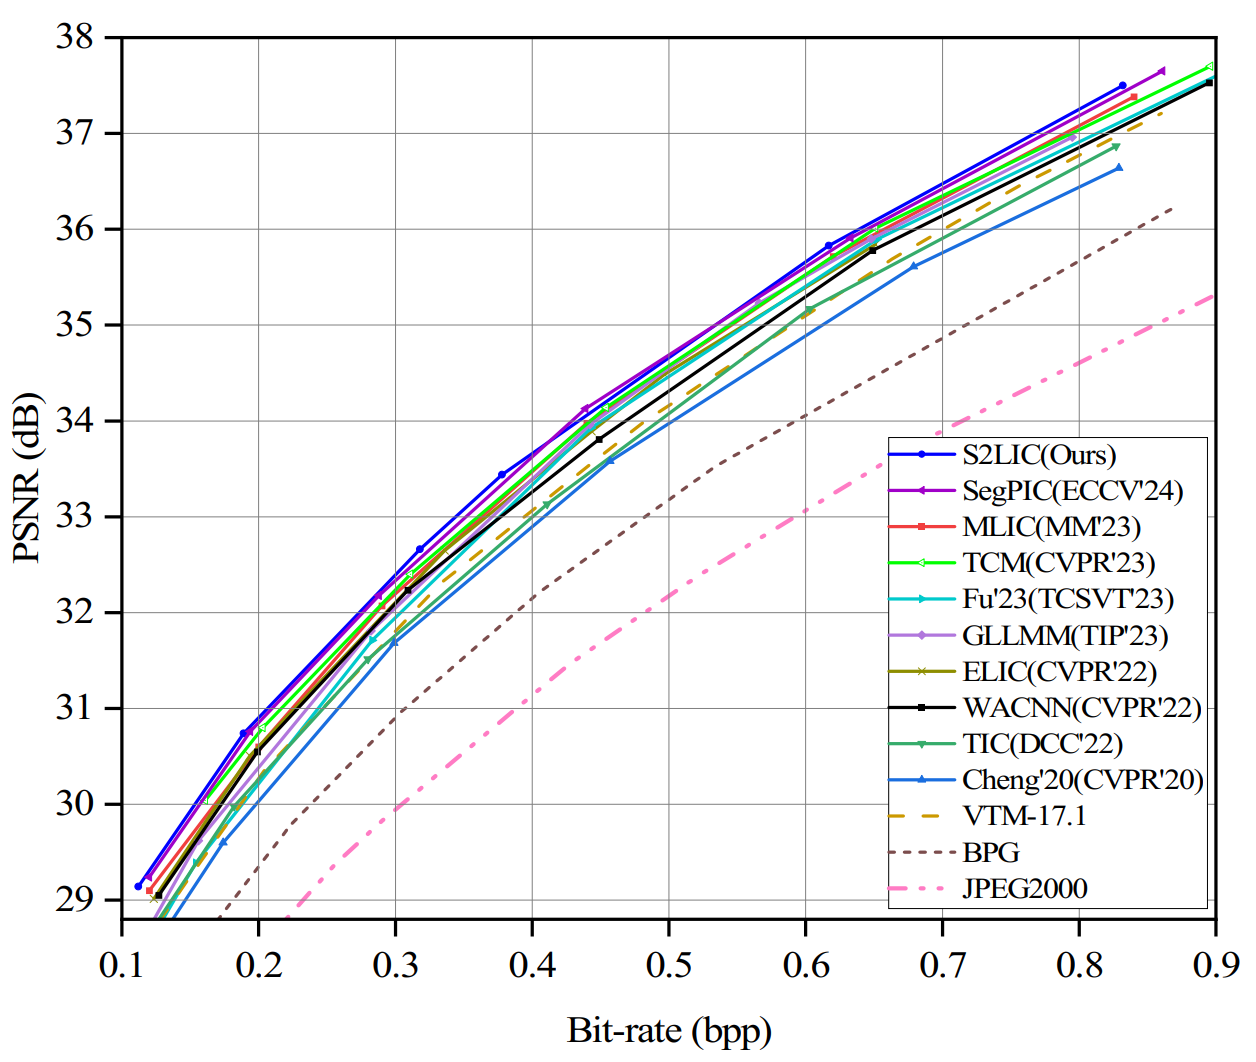 38
37
36
35
34
33
32
31
30
29
PSNR (dB)
S2LIC(Ours)
SegPIC(ECCV'24)
MLIC(MM'23)
TCM(CVPR'23)
Fu'23(TCSVT'23)
GLLMM(TIP'23)
ELIC(CVPR'22)
WACNN(CVPR'22)
TIC(DCC'22)
Cheng'20(CVPR'20)
VTM-17.1
BPG
JPEG2000
0.1 0.2 0.3 0.4 0.5 0.6 0.7 0.8 0.9
Bit-rate (bpp)